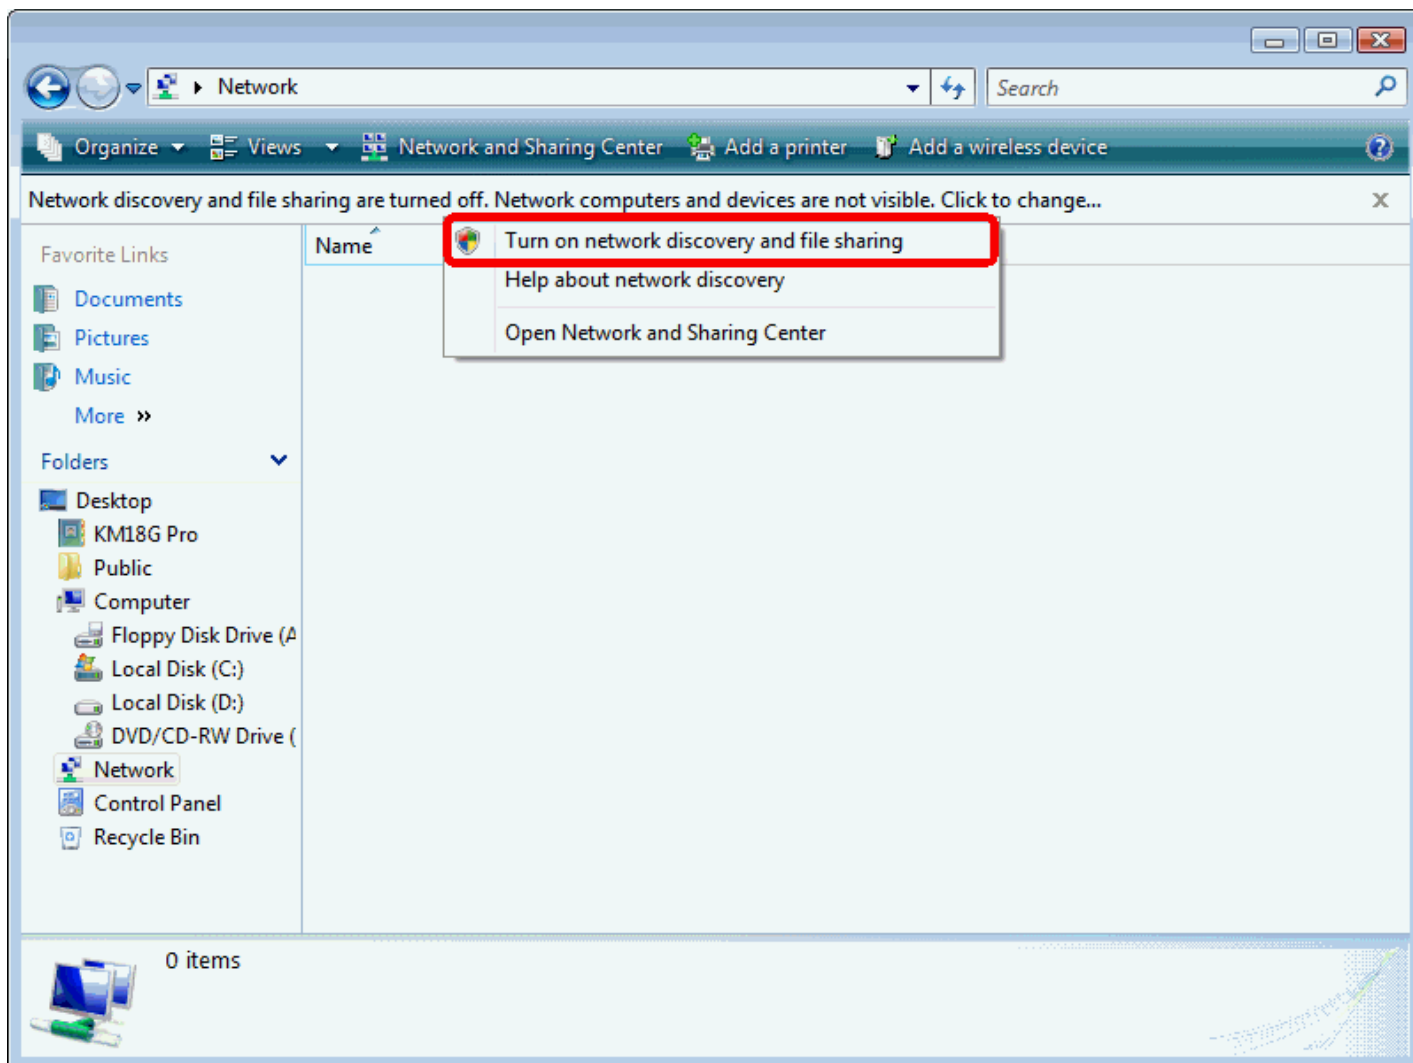 Network
Search
Organize
Views
Network and Sharing Center
Add a printer
Add a wireless device
Network discovery and file sharing are turned off. Network computers and devices are not visible. Click to change...
Turn on network discovery and file sharing
Help about network discovery
Open Network and Sharing Center
Name
Favorite Links
Documents
Pictures
Music
More »
Folders
Desktop
KM18G Pro
Public
Computer
Floppy Disk Drive (A
Local Disk (C:)
Local Disk (D:)
DVD/CD-RW Drive (
Network
Control Panel
Recycle Bin
0 items